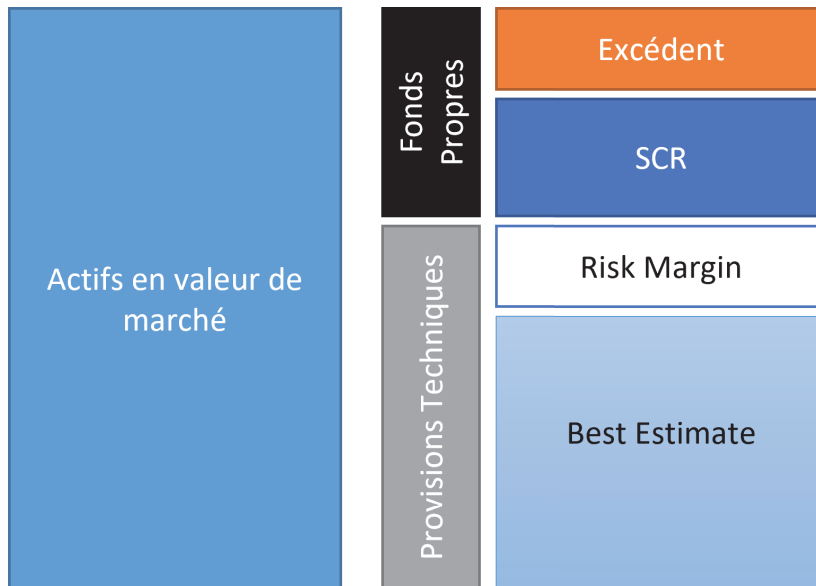 Actifs en valeur de
marché
Fonds
Propres
Provisions Techniques
Excédent
SCR
Risk Margin
Best Estimate